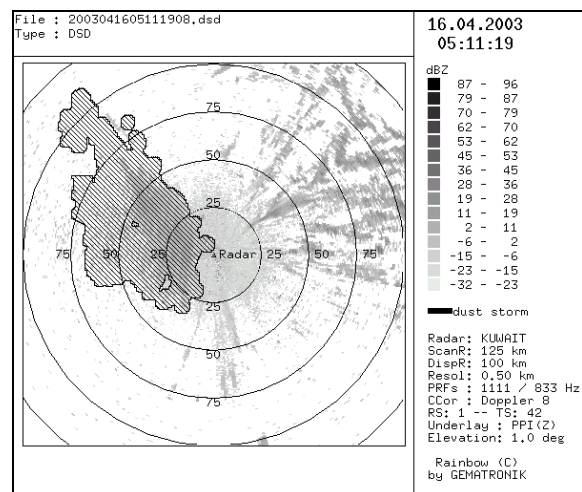 File : 2003041605111908.dsd
Type : DSD
16.04.2003
05:11:19
dBZ
87 - 96
79 - 87
70 - 79
62 - 70
53 - 62
45 - 53
36 - 45
28 - 36
19 - 28
11 - 19
2 - 11
-6 - 2
-15 - -6
-23 - -15
-32 - -23
dust storm
Radar: KUWAIT
ScanR: 125 km
DispR: 100 km
Resol: 0.50 km
PRFs : 1111 / 833 Hz
CCor : Doppler 8
RS: 1 -- TS: 42
Underlay : PPI(Z)
Elevation: 1.0 deg
Rainbow (C)
by GEMATRONIK
75
50
25
75 50 25 Radar 25 50 75
25
50
75